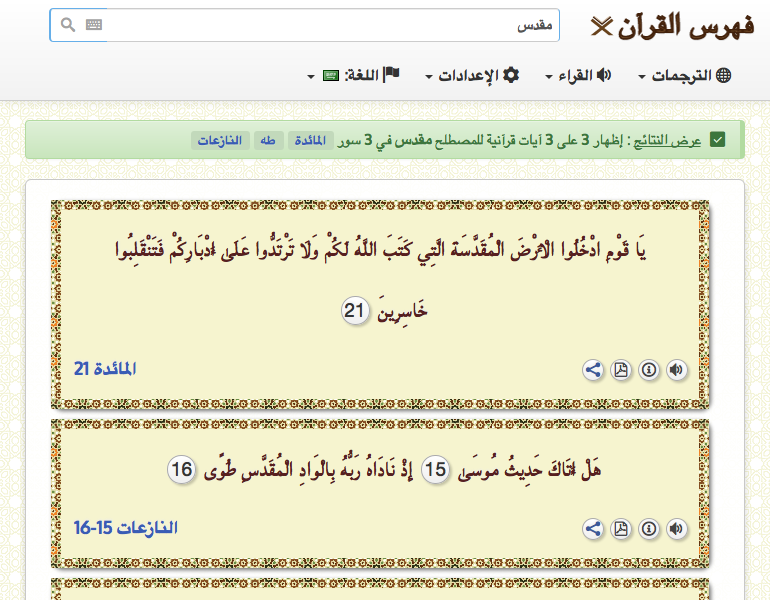 فهرس القرآن
مقدس
الترجمات
القراء
الإعدادات
اللغة:
عرض النتائج : إظهار 3 على 3 آيات قرآنية للمصطلح مقدس في 3 سور المائدة طه النازعات
يَا قَوْمِ ادْخُلُوا الْأَرْضَ الْمُقَدَّسَةَ الَّتِي كَتَبَ اللَّهُ لَكُمْ وَلَا تَرْتَدُّوا عَلَىٰ أَدْبَارِكُمْ فَتَنْقَلِبُوا
خَاسِرِينَ 21
المائدة 21
هَلْ أَتَاكَ حَدِيثُ مُوسَىٰ 15 إِذْ نَادَاهُ رَبُّهُ بِالْوَادِ الْمُقَدَّسِ طُوًى 16
النازعات 15-16